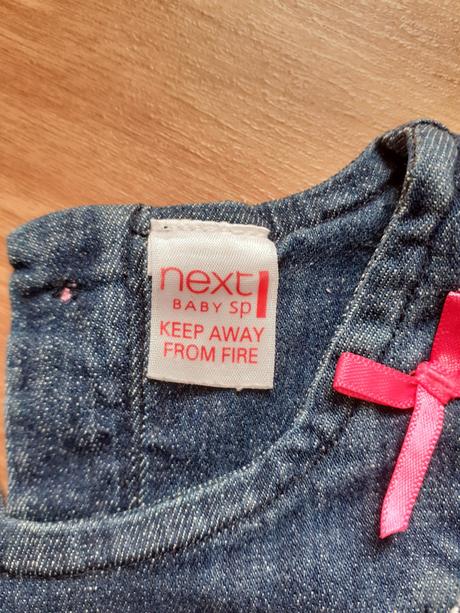 next
BABY sp
KEEP AWAY
FROM FIRE